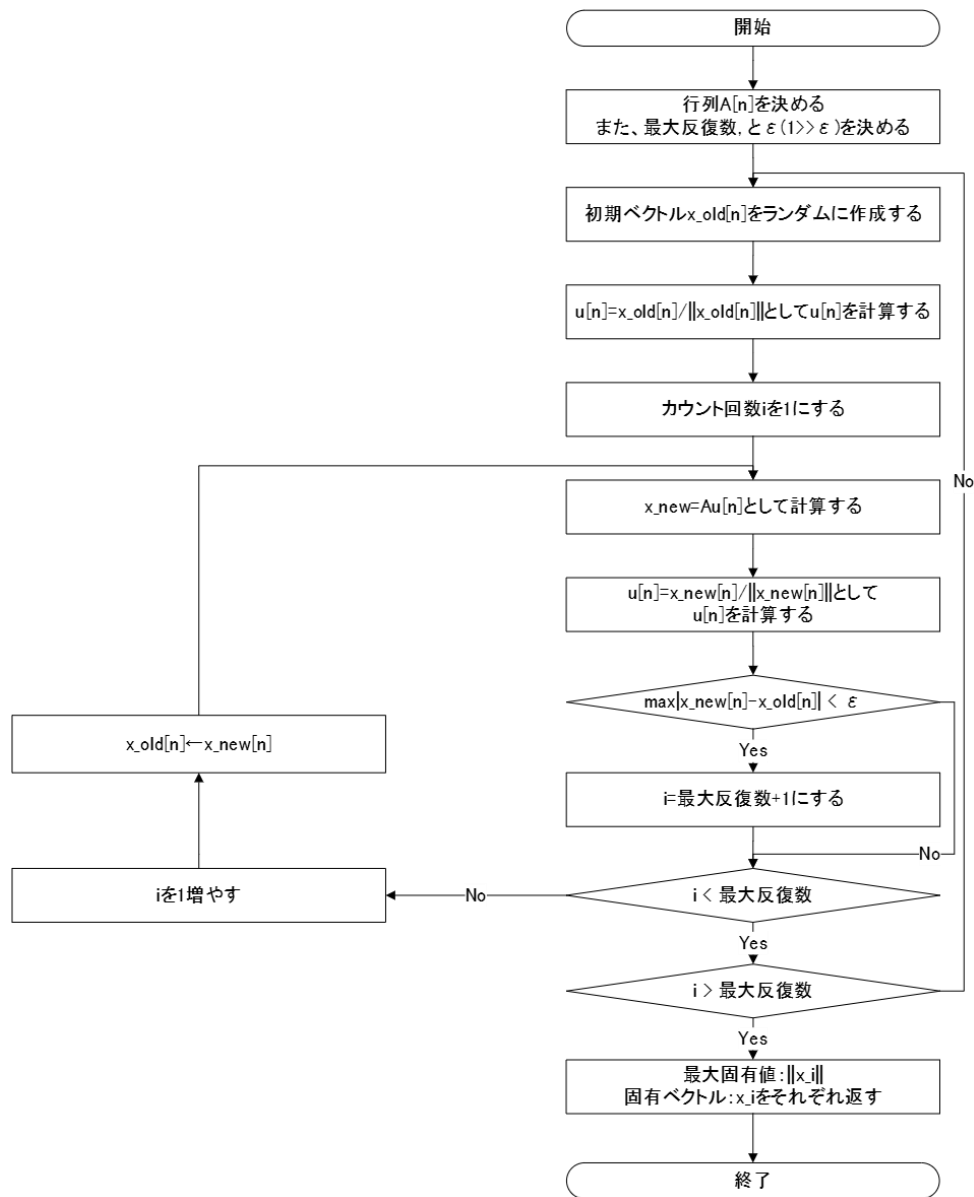 開始
行列A[n]を決める
また、最大反復数,とε(1>>ε)を決める
初期ベクトルx_old[n]をランダムに作成する
u[n]=x_old[n]/||x_old[n]||としてu[n]を計算する
カウント回数iを1にする
No
x_new=Au[n]として計算する
u[n]=x_new[n]/||x_new[n]||として
u[n]を計算する
max|x_new[n]-x_old[n]| < ε
x_old[n]←x_new[n]
Yes
i=最大反復数+1にする
No
iを1増やす
No
i < 最大反復数
Yes
i > 最大反復数
Yes
最大固有値:||x_i||
固有ベクトル:x_iをそれぞれ返す
終了